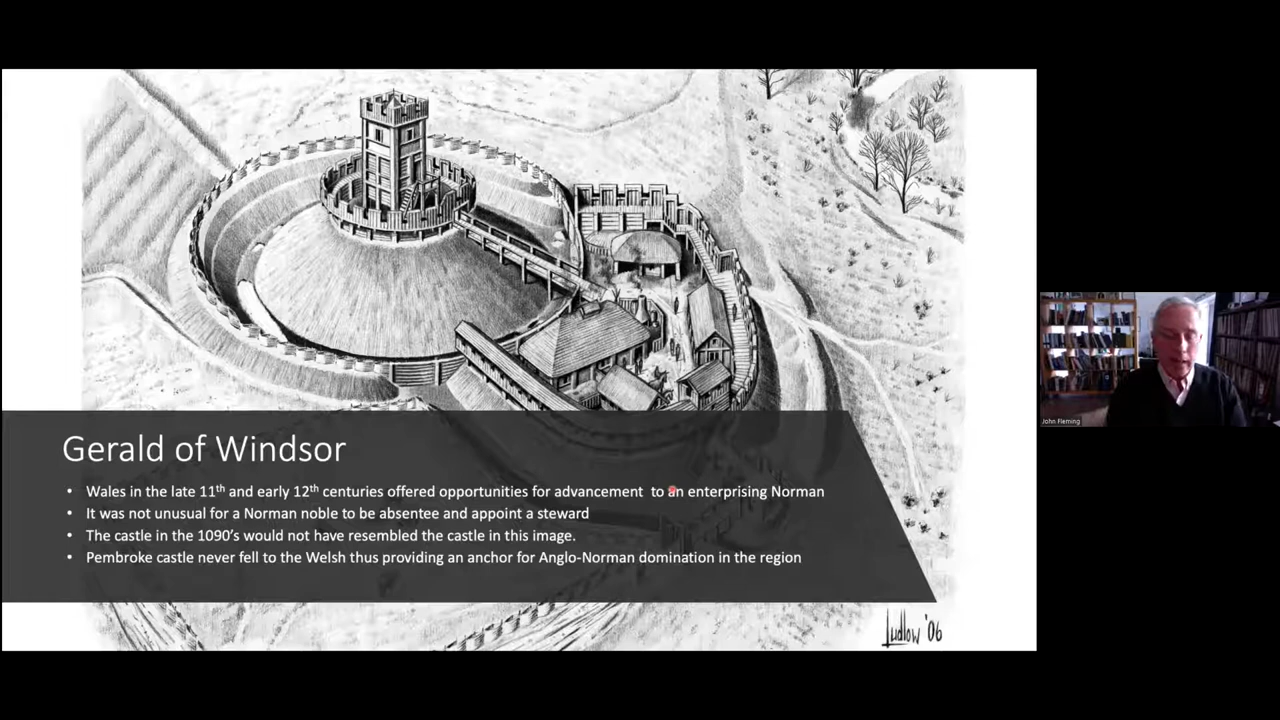 Gerald of Windsor
• Wales in the late 11th and early 12th centuries offered opportunities for advancement to an enterprising Norman
• It was not unusual for a Norman noble to be absentee and appoint a steward
• The castle in the 1090's would not have resembled the castle in this image.
• Pembroke castle never fell to the Welsh thus providing an anchor for Anglo-Norman domination in the region
Ludlow '06
John Fleming